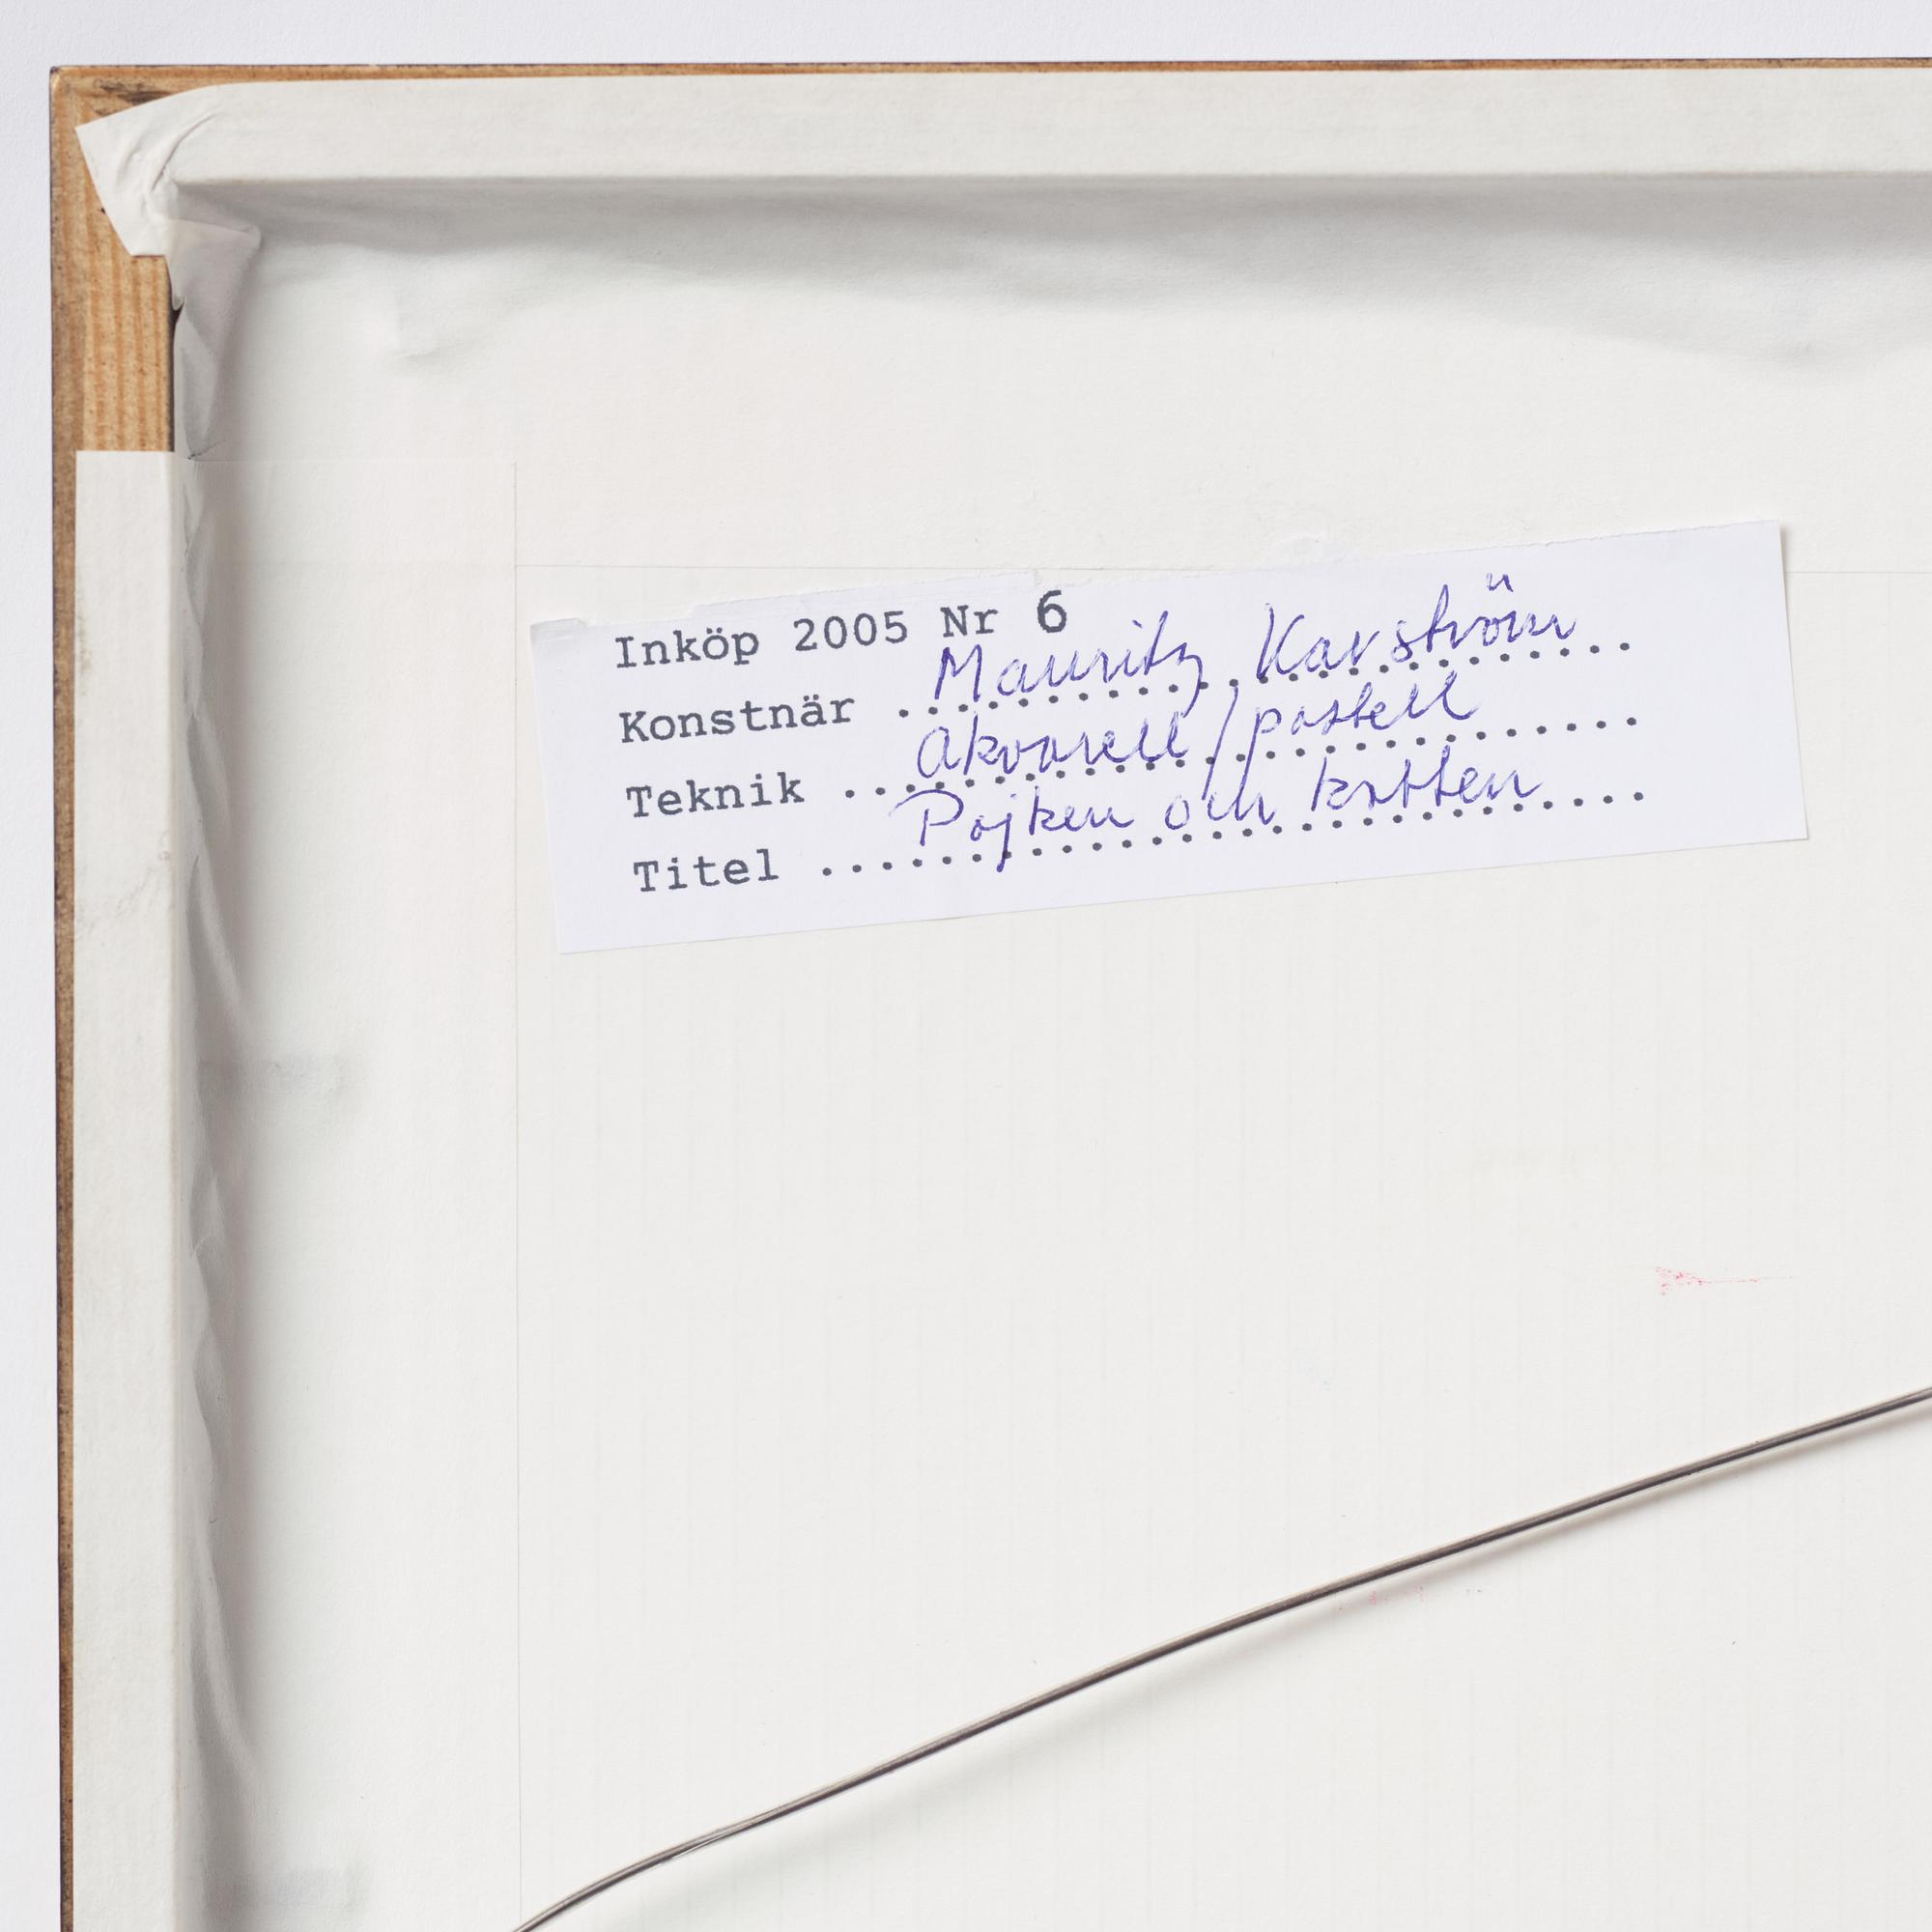 Inköp 2005 Nr 6
Konstnär .......................... Mauritz Karström
Teknik ........................... Akvarell/pastell
Titel ............................ Pojken och katten